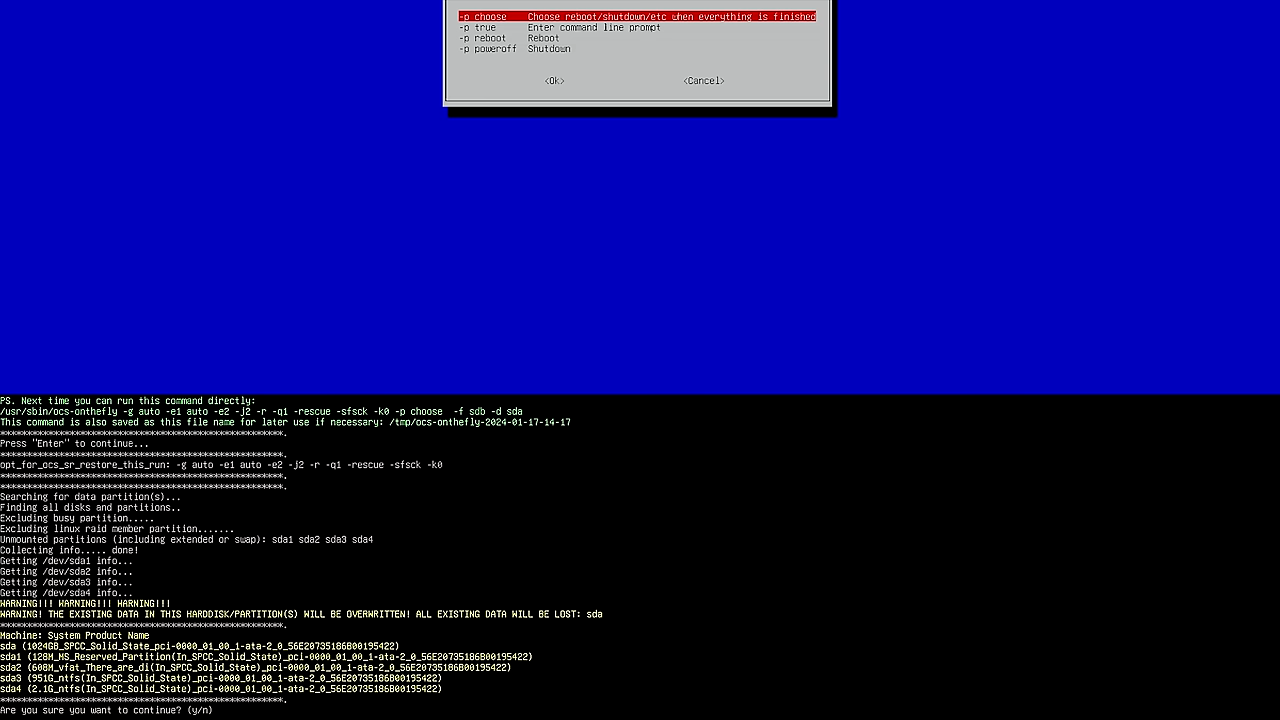 -p choose Choose reboot/shutdown/etc when everything is finished
-p true Enter command line prompt
-p reboot Reboot
-p poweroff Shutdown
<Ok> <Cancel>
PS. Next time you can run this command directly:
/usr/sbin/ocs-onthefly -g auto -e1 auto -e2 -j2 -r -q1 -rescue -sfsck -k0 -p choose -f sdb -d sda
This command is also saved as this file name for later use if necessary: /tmp/ocs-onthefly-2024-01-17-14-17
*****************************************************.
Press "Enter" to continue...
*****************************************************.
opt_for_ocs_sr_restore_this_run: -g auto -e1 auto -e2 -j2 -r -q1 -rescue -sfsck -k0
*****************************************************.
*****************************************************.
Searching for data partition(s)...
Finding all disks and partitions..
Excluding busy partition.....
Excluding linux raid member partition.......
Unmounted partitions (including extended or swap): sda1 sda2 sda3 sda4
Collecting info..... done!
Getting /dev/sda1 info...
Getting /dev/sda2 info...
Getting /dev/sda3 info...
Getting /dev/sda4 info...
WARNING!!! WARNING!!! WARNING!!!
WARNING! THE EXISTING DATA IN THIS HARDDISK/PARTITION(S) WILL BE OVERWRITTEN! ALL EXISTING DATA WILL BE LOST: sda
*****************************************************.
Machine: System Product Name
sda (1024GB_SPCC_Solid_State_pci-0000_01_00_1-ata-2_0_56E20735186B00195422)
sda1 (128M_MS_Reserved_Partition(In_SPCC_Solid_State)_pci-0000_01_00_1-ata-2_0_56E20735186B00195422)
sda2 (608M_vfat_There_are_di(In_SPCC_Solid_State)_pci-0000_01_00_1-ata-2_0_56E20735186B00195422)
sda3 (951G_ntfs(In_SPCC_Solid_State)_pci-0000_01_00_1-ata-2_0_56E20735186B00195422)
sda4 (2.1G_ntfs(In_SPCC_Solid_State)_pci-0000_01_00_1-ata-2_0_56E20735186B00195422)
*****************************************************.
Are you sure you want to continue? (y/n)